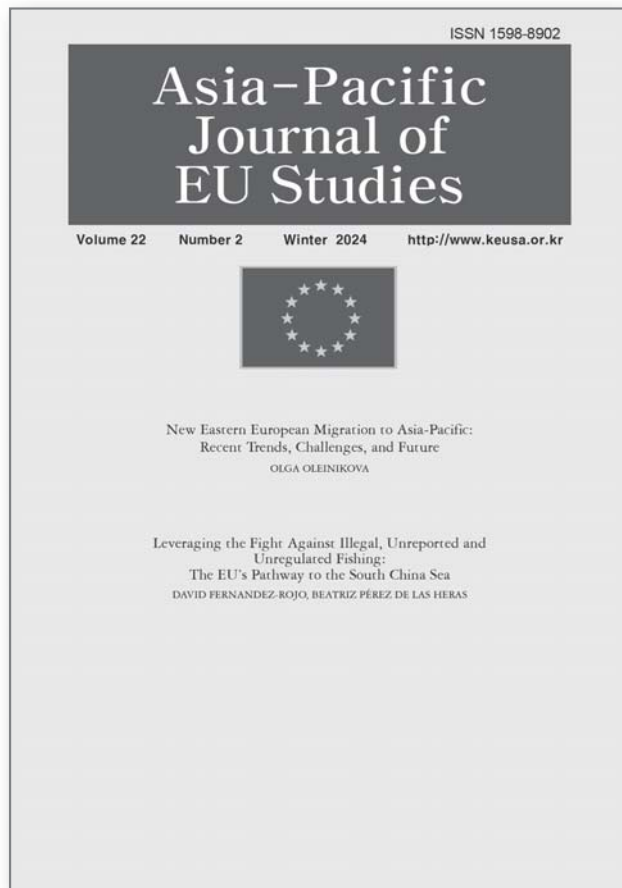 ISSN 1598-8902
Asia-Pacific
Journal of
EU Studies
Volume 22 Number 2 Winter 2024 http://www.keusa.or.kr
New Eastern European Migration to Asia-Pacific:
Recent Trends, Challenges, and Future
OLGA OLEINIKOVA
Leveraging the Fight Against Illegal, Unreported and
Unregulated Fishing:
The EU's Pathway to the South China Sea
DAVID FERNANDEZ-ROJO, BEATRIZ PÉREZ DE LAS HERAS